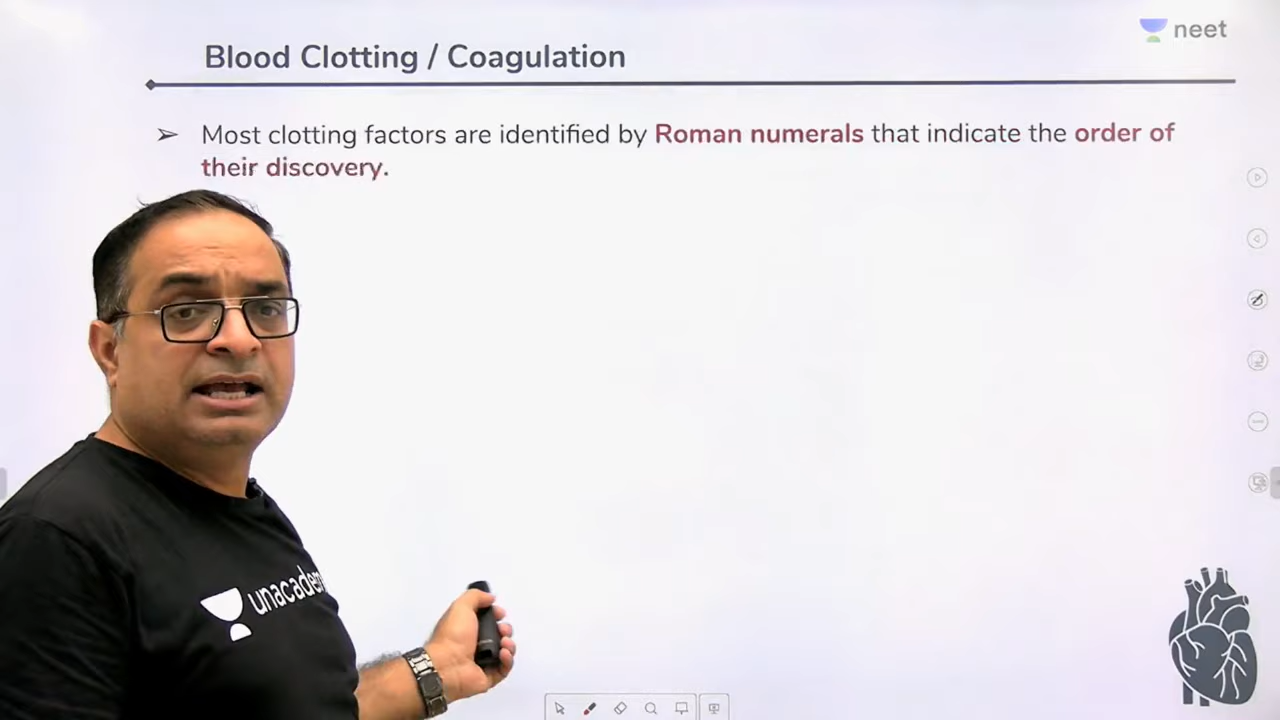 neet
Blood Clotting / Coagulation
➢ Most clotting factors are identified by Roman numerals that indicate the order of
their discovery.